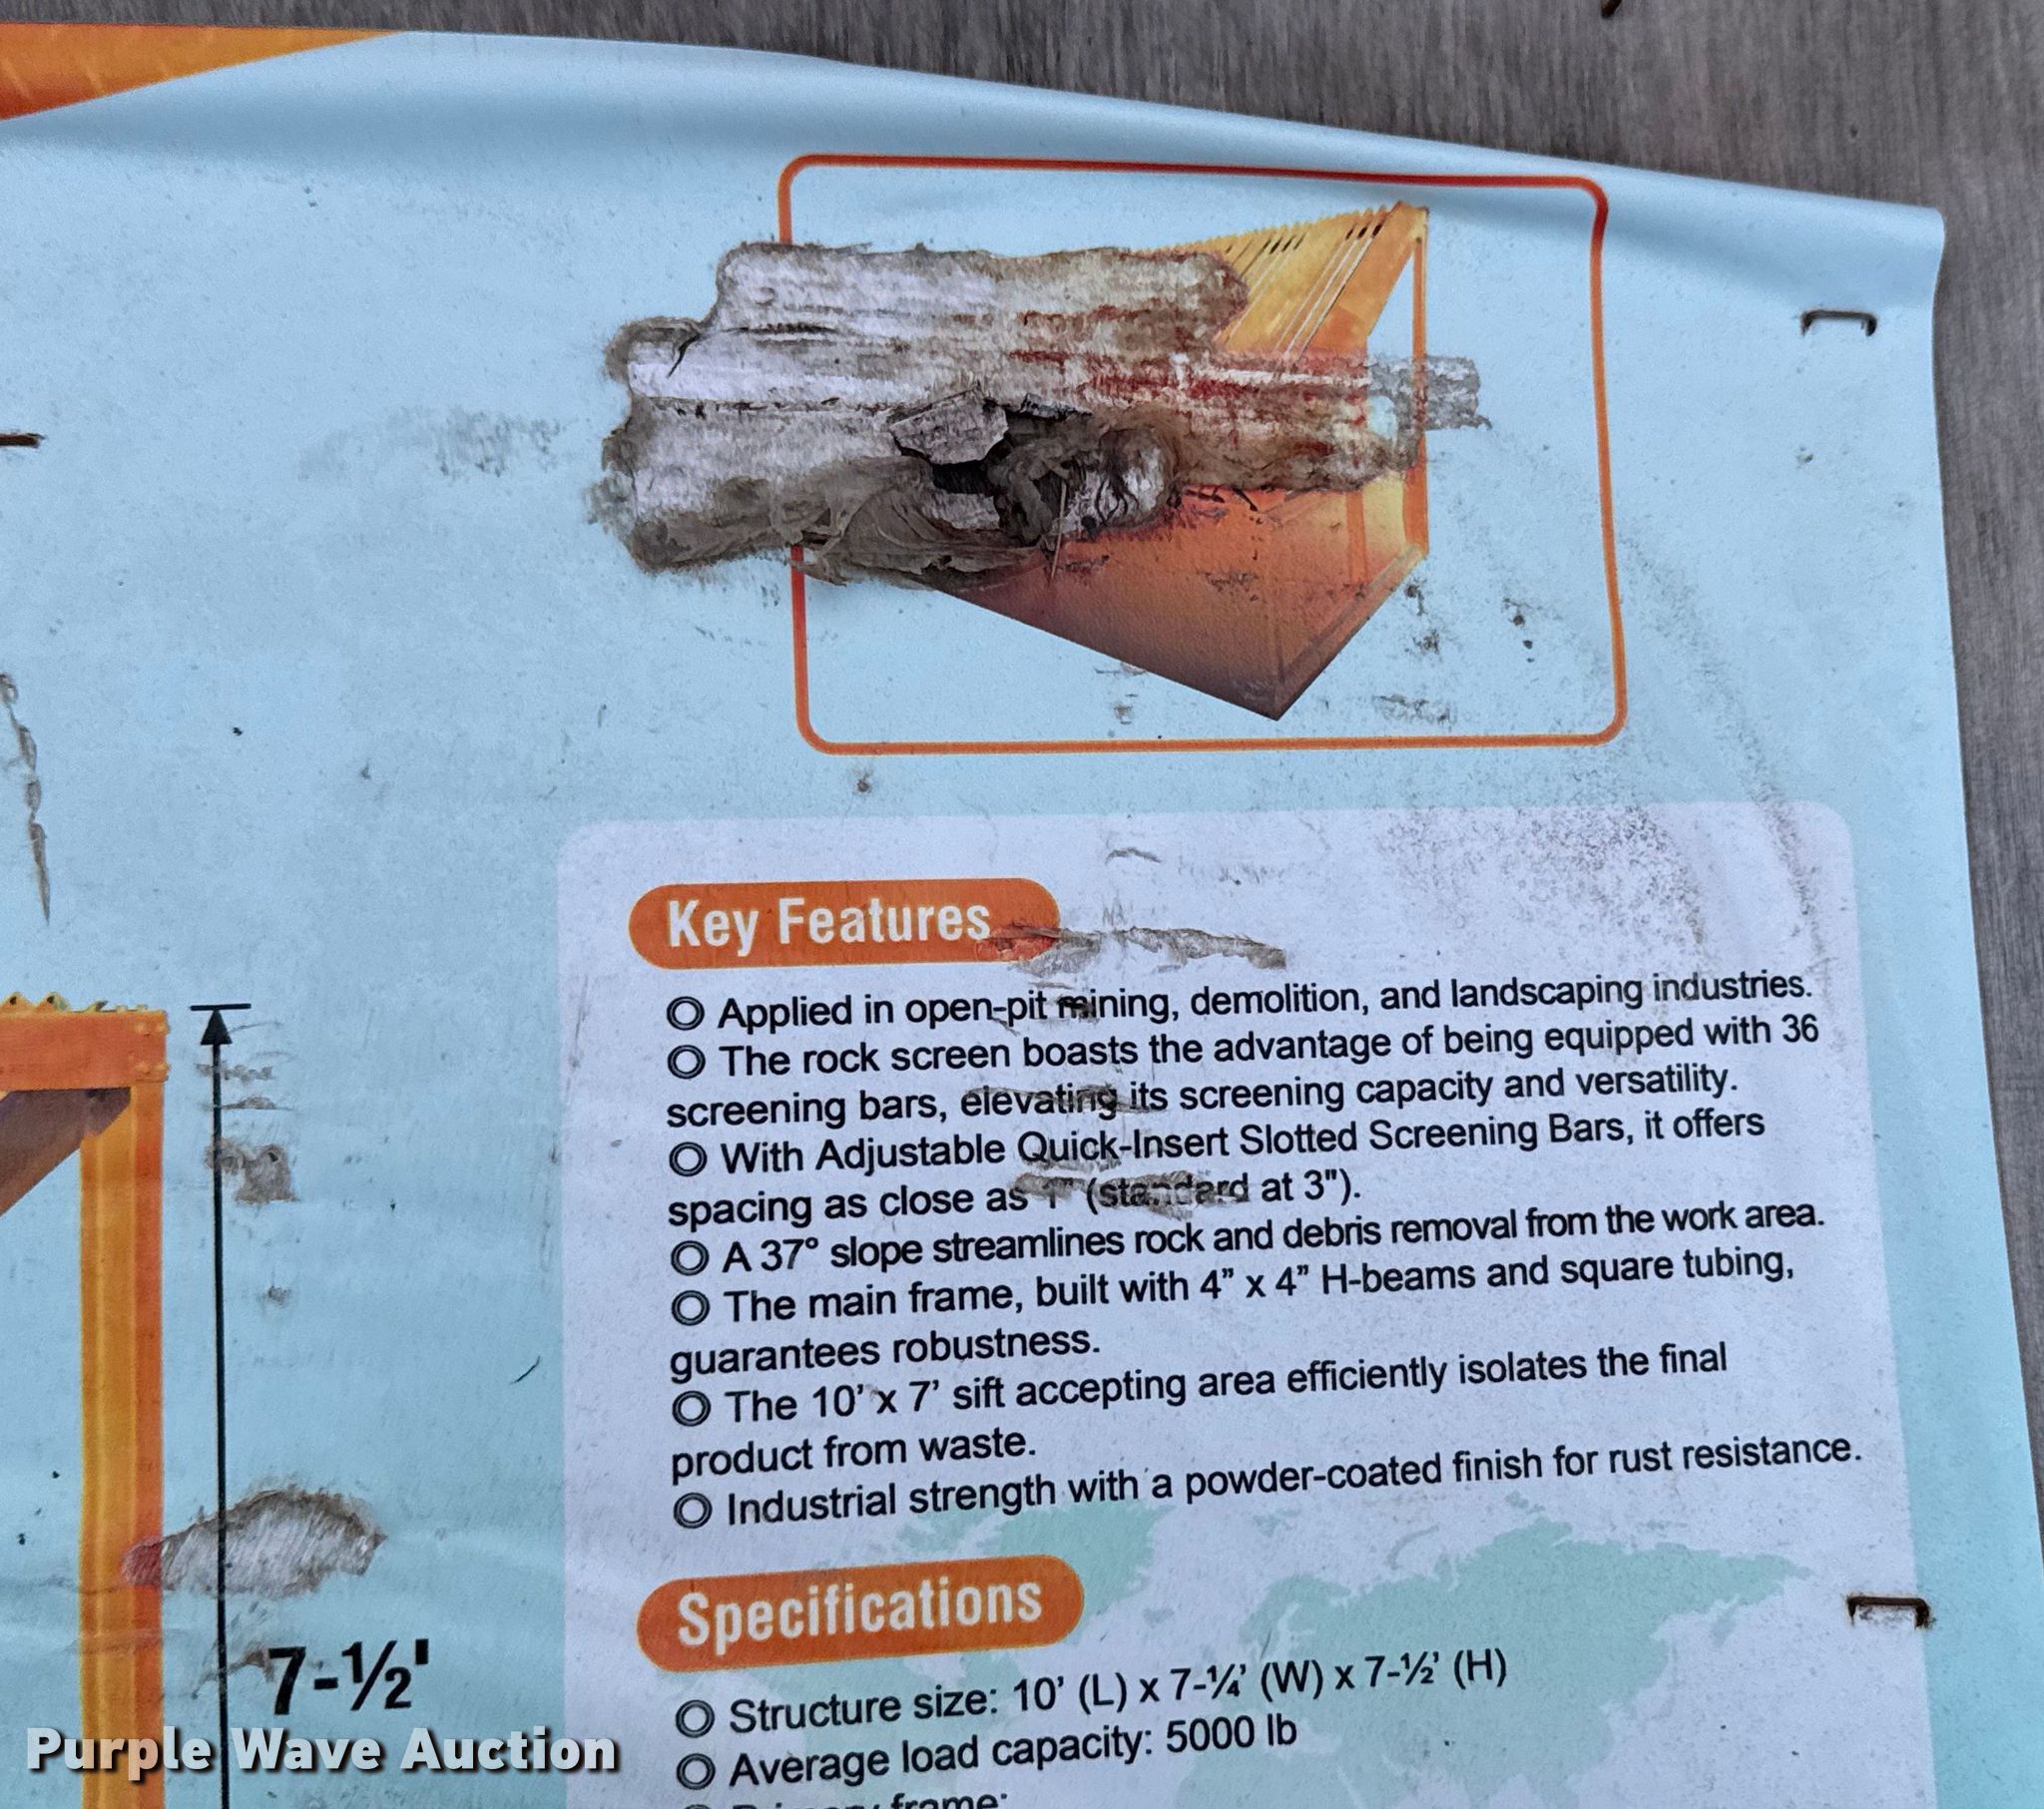 Key Features
◎ Applied in open-pit mining, demolition, and landscaping industries.
◎ The rock screen boasts the advantage of being equipped with 36
screening bars, elevating its screening capacity and versatility.
◎ With Adjustable Quick-Insert Slotted Screening Bars, it offers
spacing as close as 1" (standard at 3").
◎ A 37° slope streamlines rock and debris removal from the work area.
◎ The main frame, built with 4” x 4” H-beams and square tubing,
guarantees robustness.
◎ The 10’ x 7’ sift accepting area efficiently isolates the final
product from waste.
◎ Industrial strength with a powder-coated finish for rust resistance.
Specifications
◎ Structure size: 10’ (L) x 7-¼’ (W) x 7-½’ (H)
◎ Average load capacity: 5000 lb
◎ Primary frame:
7-½'
Purple Wave Auction